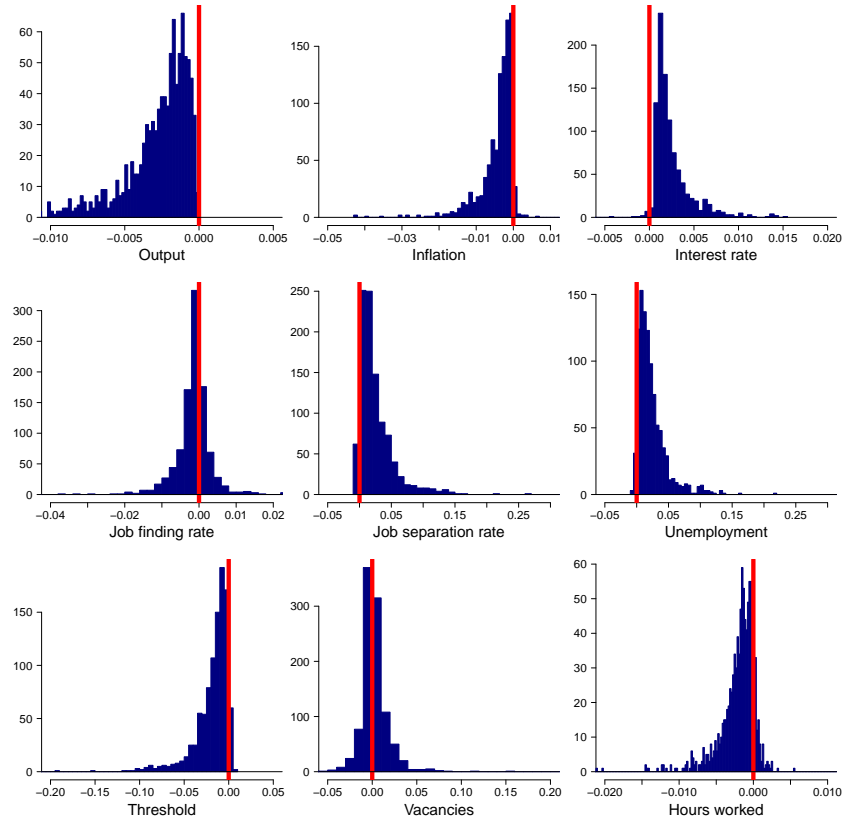 60
50
40
30
20
10
0
−0.010 −0.005 0.000 0.005
Output
150
100
50
0
−0.05 −0.03 −0.01 0.00 0.01
Inflation
200
150
100
50
0
−0.005 0.000 0.005 0.010 0.015 0.020
Interest rate
300
250
200
150
100
50
0
−0.04 −0.02 0.00 0.01 0.02
Job finding rate
250
200
150
100
50
0
−0.05 0.05 0.15 0.25
Job separation rate
150
100
50
0
−0.05 0.05 0.15 0.25
Unemployment
150
100
50
0
−0.20 −0.15 −0.10 −0.05 0.00 0.05
Threshold
300
200
100
0
−0.05 0.00 0.05 0.10 0.15 0.20
Vacancies
60
50
40
30
20
10
0
−0.020 −0.010 0.000 0.010
Hours worked